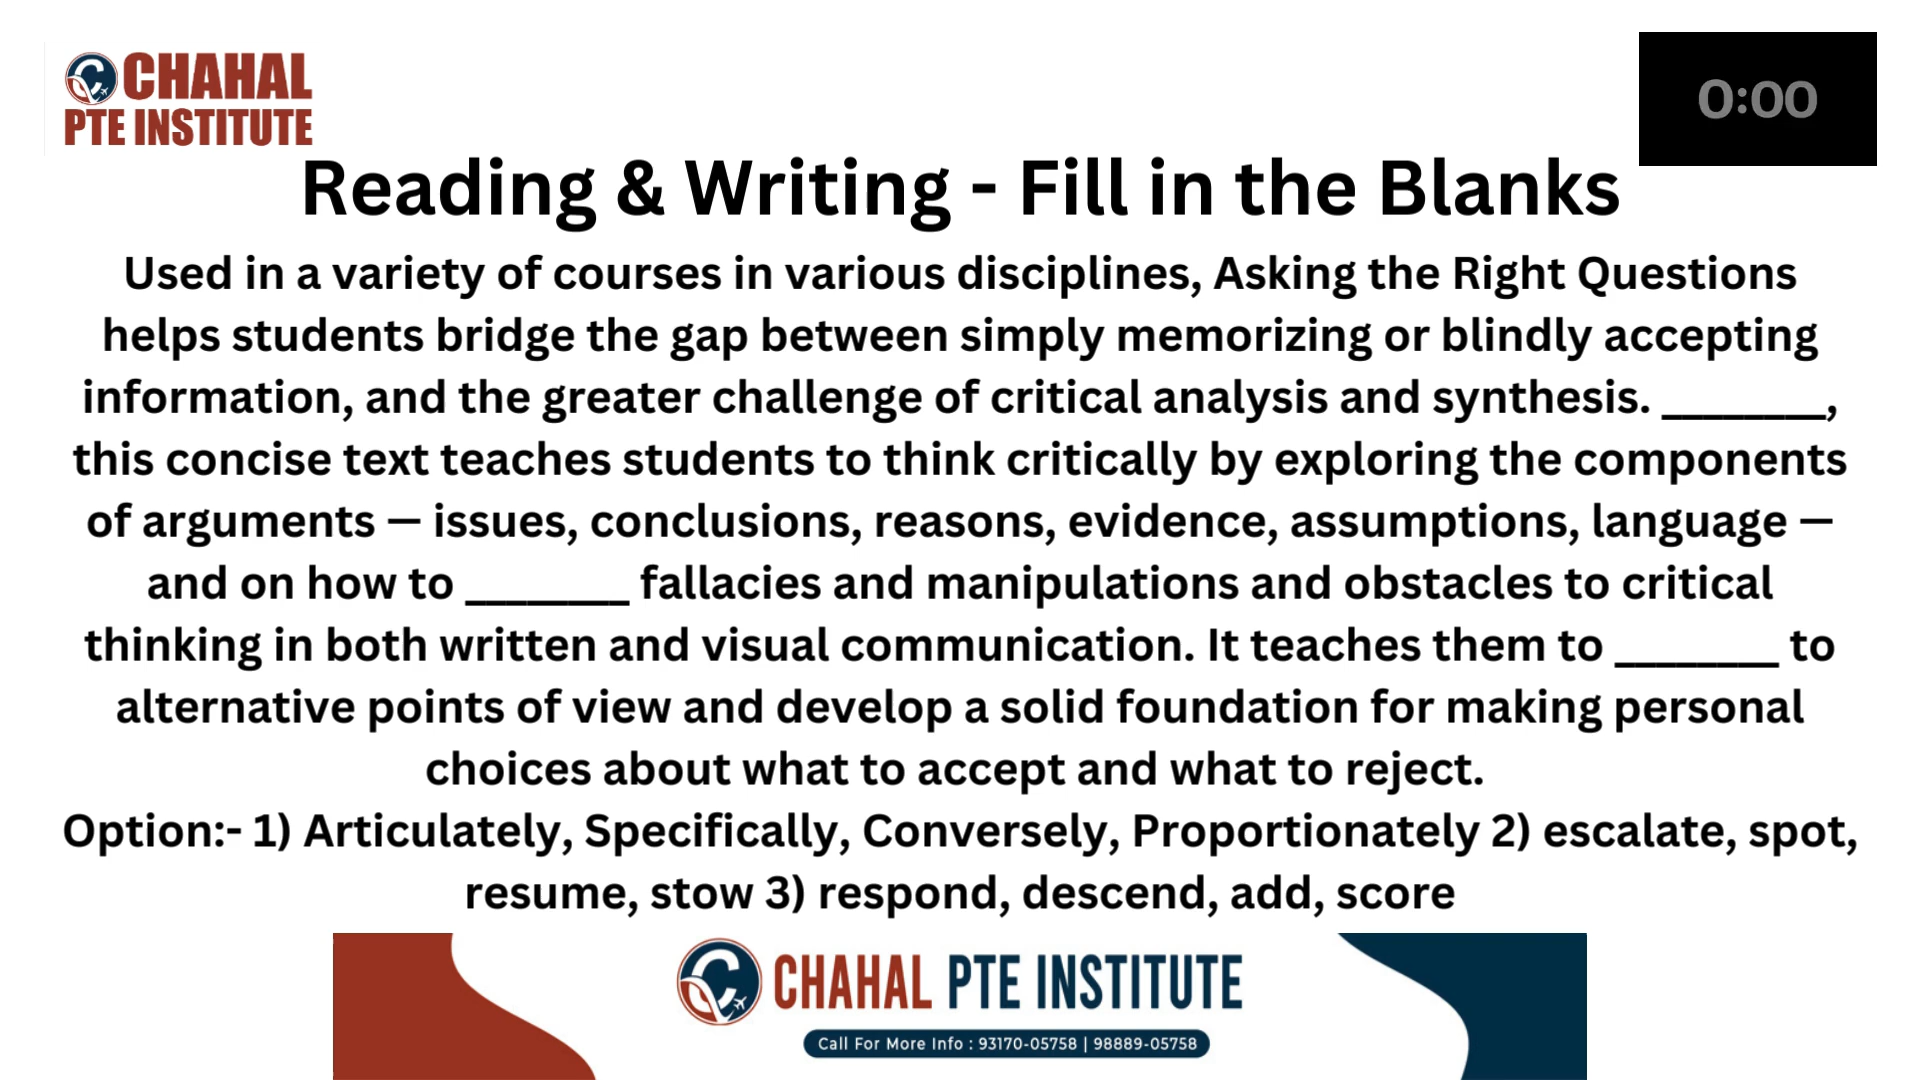 CHAHAL
PTE INSTITUTE
0:00
Reading & Writing - Fill in the Blanks
Used in a variety of courses in various disciplines, Asking the Right Questions
helps students bridge the gap between simply memorizing or blindly accepting
information, and the greater challenge of critical analysis and synthesis. ________,
this concise text teaches students to think critically by exploring the components
of arguments — issues, conclusions, reasons, evidence, assumptions, language —
and on how to ________ fallacies and manipulations and obstacles to critical
thinking in both written and visual communication. It teaches them to ________ to
alternative points of view and develop a solid foundation for making personal
choices about what to accept and what to reject.
Option:- 1) Articulately, Specifically, Conversely, Proportionately 2) escalate, spot,
resume, stow 3) respond, descend, add, score
CHAHAL PTE INSTITUTE
Call For More Info : 93170-05758 | 98889-05758